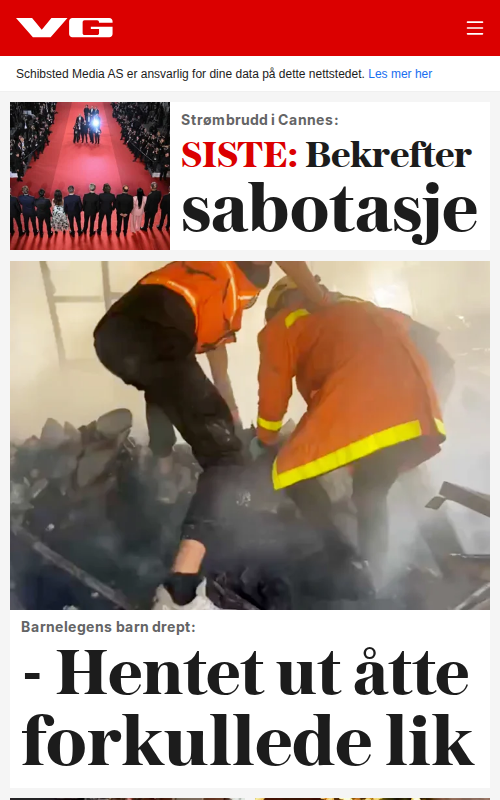 VG
Schibsted Media AS er ansvarlig for dine data på dette nettstedet. Les mer her
Strømbrudd i Cannes:
SISTE: Bekrefter
sabotasje
Barnelegens barn drept:
- Hentet ut åtte
forkullede lik